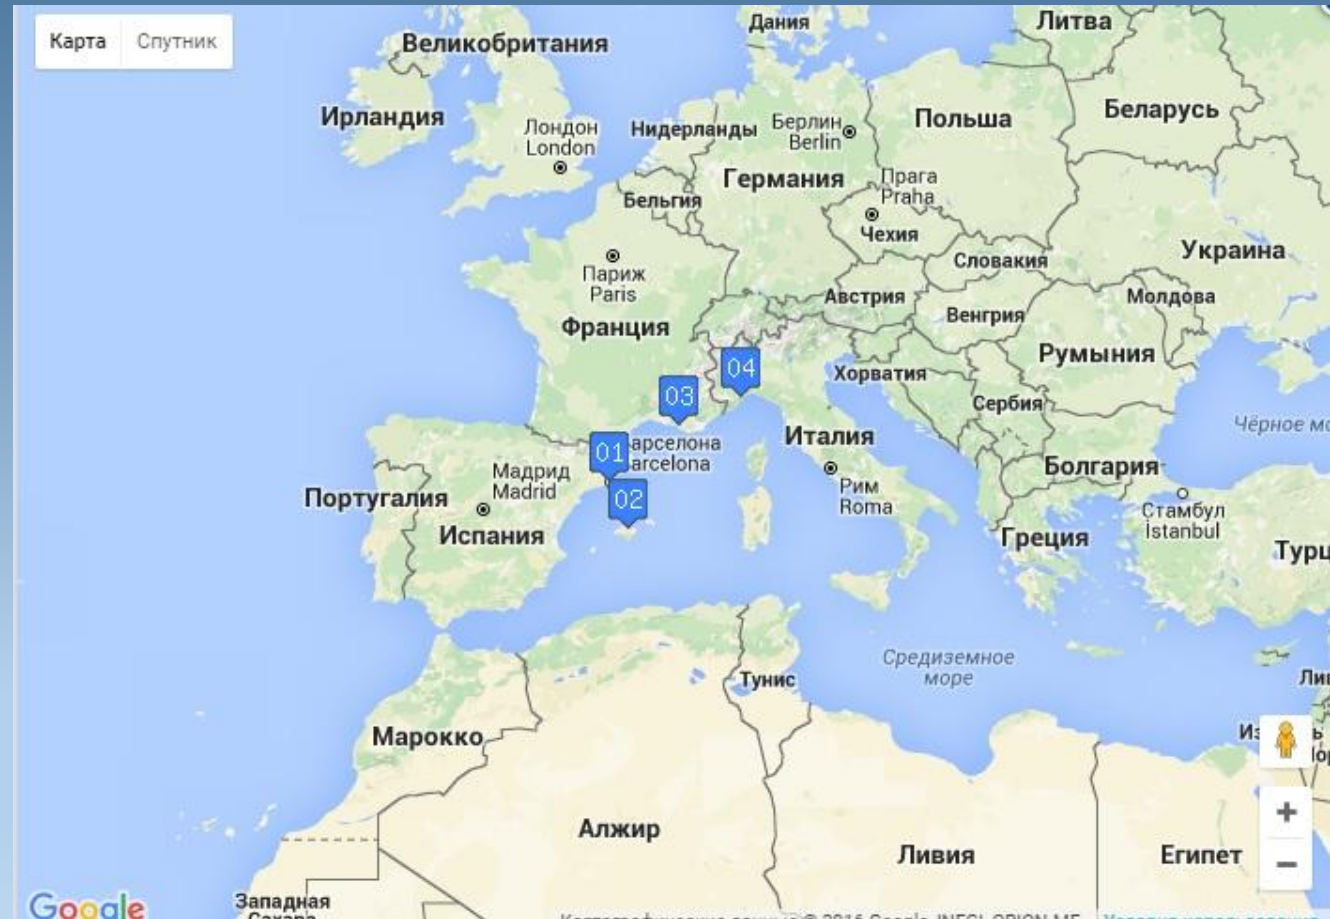 Карта
Спутник
Дания
Литва
Великобритания
Ирландия
Лондон
London
Нидерланды
Берлин
Berlin
Польша
Беларусь
Германия
Бельгия
Прага
Praha
Чехия
Словакия
Украина
Париж
Paris
Австрия
Молдова
Венгрия
Франция
Румыния
04
Хорватия
03
Сербия
01
арселона
arcelona
Италия
Болгария
Мадрид
Madrid
02
Португалия
Рим
Roma
Испания
Стамбул
İstanbul
Греция
Средиземное
море
Тунис
Марокко
Алжир
Ливия
Египет
+
−
Западная
Google